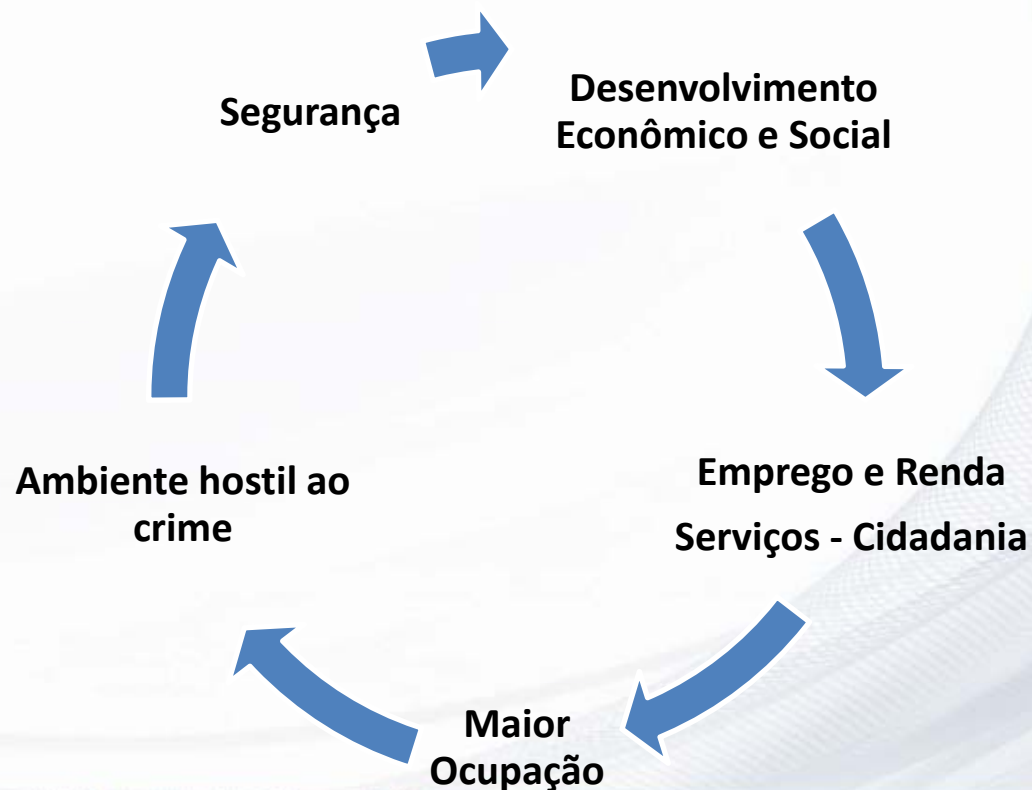 Segurança
Desenvolvimento
Econômico e Social
Emprego e Renda
Serviços - Cidadania
Maior
Ocupação
Ambiente hostil ao
crime